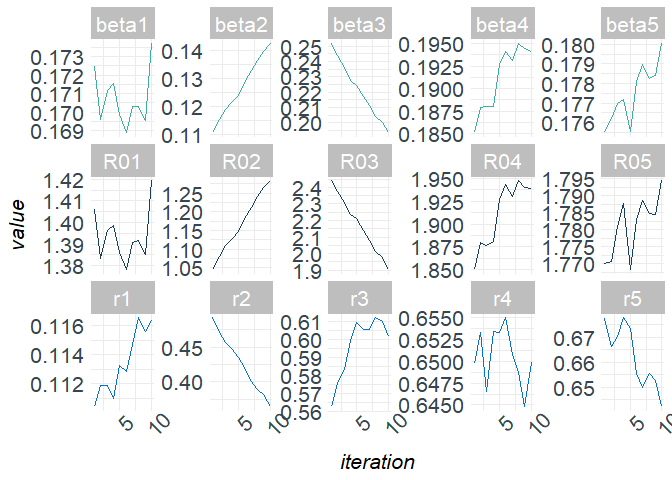 beta1 beta2 beta3 beta4 beta5
0.173 0.172 0.171 0.170 0.169
0.14 0.13 0.12 0.11
0.25 0.24 0.23 0.22 0.21 0.20
0.1950 0.1925 0.1900 0.1875 0.1850
0.180 0.179 0.178 0.177 0.176
R01 R02 R03 R04 R05
1.42 1.41 1.40 1.39 1.38
1.25 1.20 1.15 1.10 1.05
2.4 2.3 2.2 2.1 2.0 1.9
1.950 1.925 1.900 1.875 1.850
1.795 1.790 1.785 1.780 1.775 1.770
r1 r2 r3 r4 r5
0.116 0.114 0.112
0.45 0.40
0.61 0.60 0.59 0.58 0.57 0.56
0.6550 0.6525 0.6500 0.6475 0.6450
0.67 0.66 0.65
5 10 5 10 5 10 5 10 5 10
value
iteration